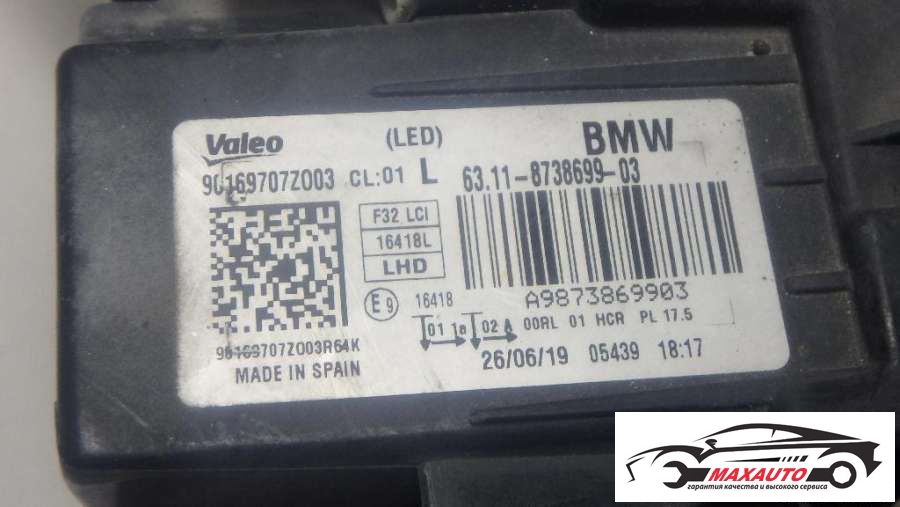 Valeo (LED) BMW
90169707Z003 CL:01 L 63.11-8738699-03
F32 LCI
16418L
LHD
E9 16418
A9873869903
01 1a 02 A 00RL 01 HCR PL 17.5
90169707Z003R64K
26/06/19 05439 18:17
MADE IN SPAIN
MAXAUTO
гарантия качества и высокого сервиса